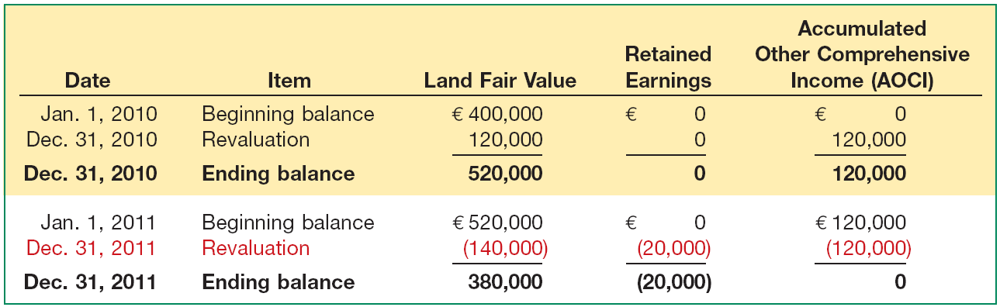 Accumulated
Retained Other Comprehensive
Date Item Land Fair Value Earnings Income (AOCI)
Jan. 1, 2010 Beginning balance € 400,000 € 0 € 0
Dec. 31, 2010 Revaluation 120,000 0 120,000
Dec. 31, 2010 Ending balance 520,000 0 120,000
Jan. 1, 2011 Beginning balance € 520,000 € 0 € 120,000
Dec. 31, 2011 Revaluation (140,000) (20,000) (120,000)
Dec. 31, 2011 Ending balance 380,000 (20,000) 0